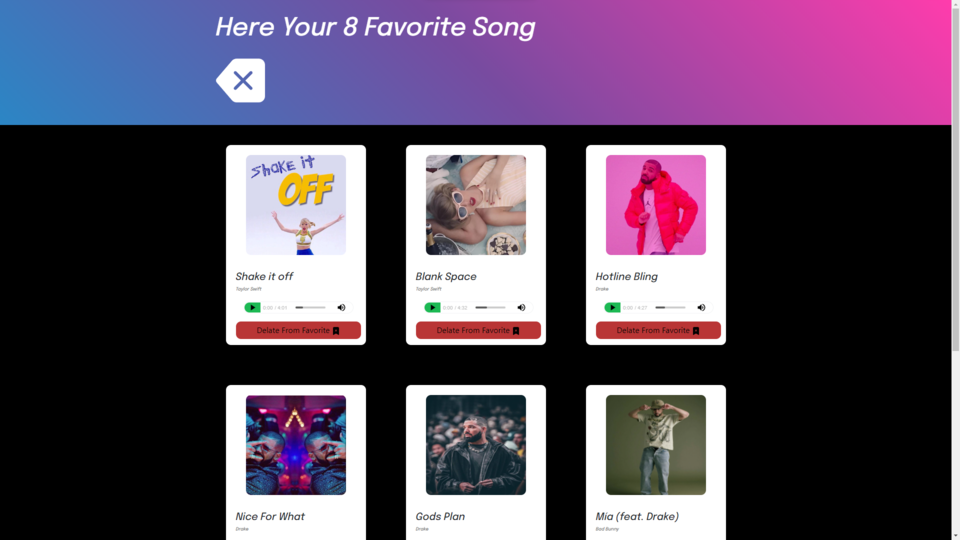 Here Your 8 Favorite Song
Shake it OFF
Shake it off
Taylor Swift
0:00 / 4:01
Delate From Favorite
Blank Space
Taylor Swift
0:00 / 4:32
Delate From Favorite
Hotline Bling
Drake
0:00 / 4:27
Delate From Favorite
Nice For What
Drake
Gods Plan
Drake
Mia (feat. Drake)
Bad Bunny